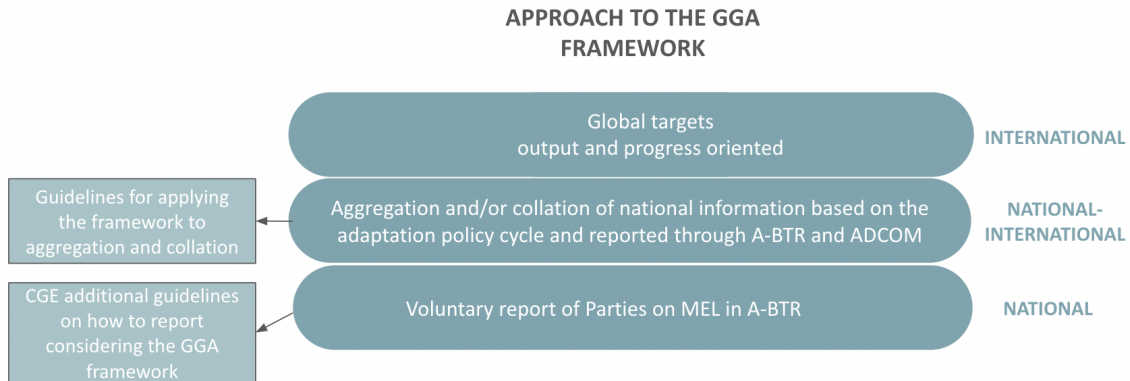 APPROACH TO THE GGA
FRAMEWORK
Global targets
output and progress oriented
INTERNATIONAL
Guidelines for applying
the framework to
aggregation and collation
Aggregation and/or collation of national information based on the
adaptation policy cycle and reported through A-BTR and ADCOM
NATIONAL-
INTERNATIONAL
CGE additional guidelines
on how to report
considering the GGA
framework
Voluntary report of Parties on MEL in A-BTR
NATIONAL